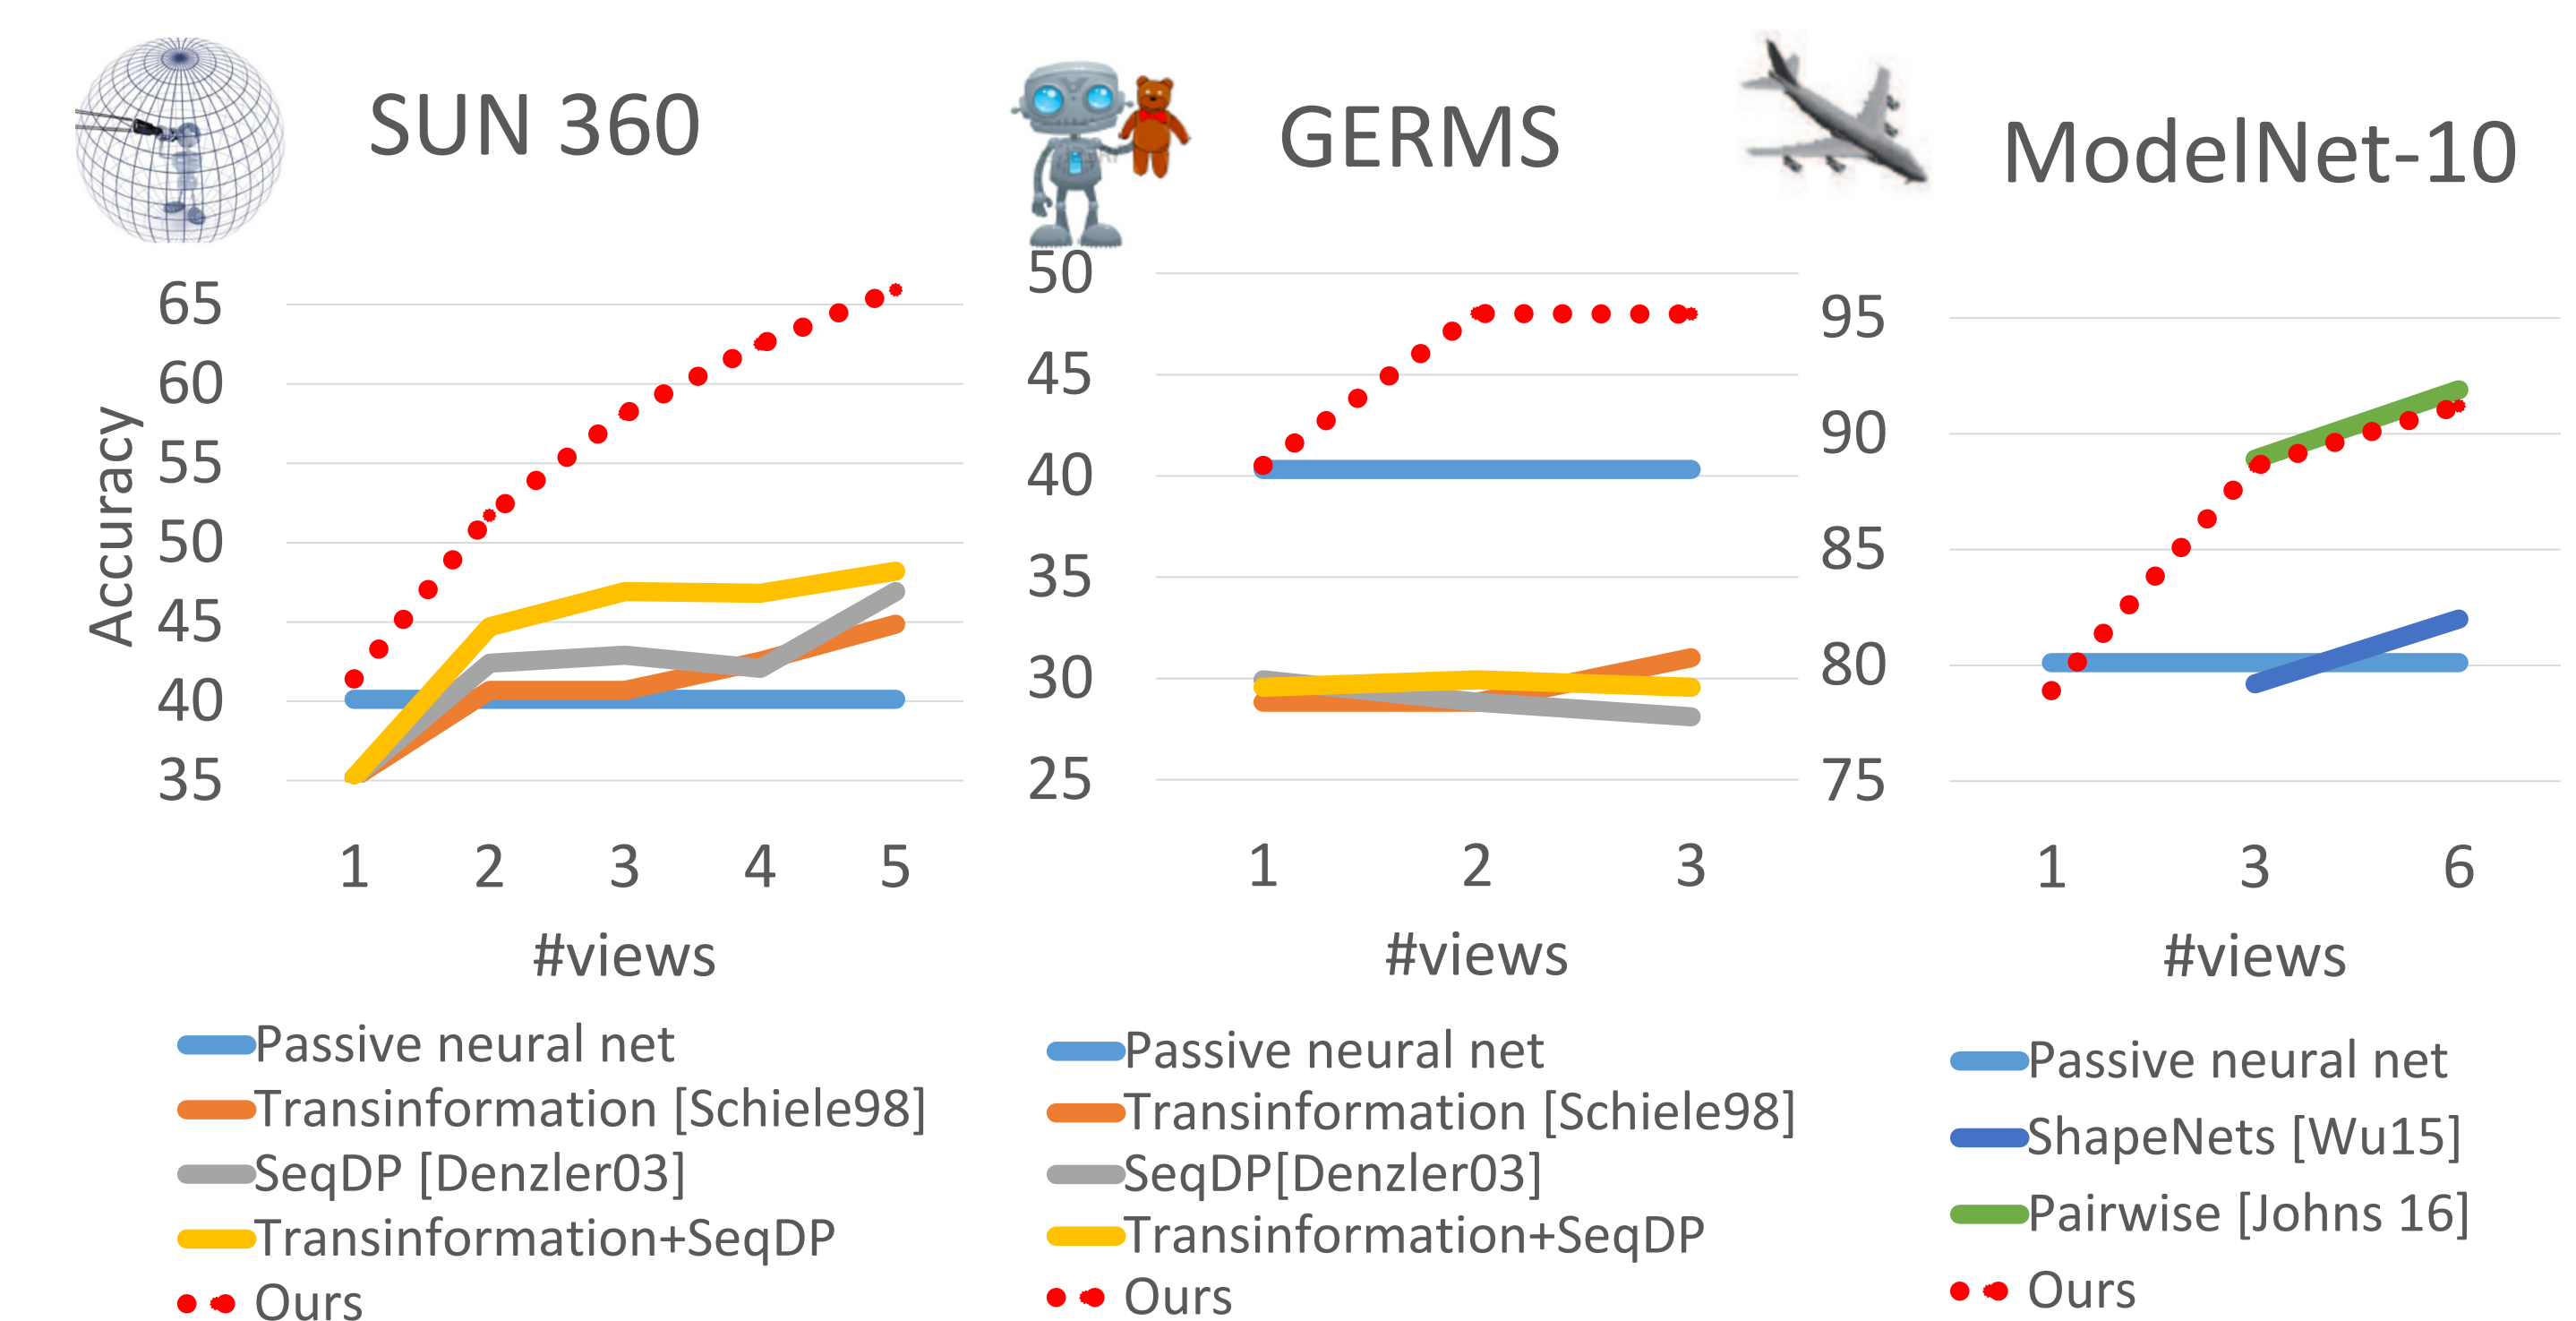 SUN 360
Accuracy
65
60
55
50
45
40
35
1 2 3 4 5
#views
Passive neural net
Transinformation [Schiele98]
SeqDP [Denzler03]
Transinformation+SeqDP
Ours
GERMS
50
45
40
35
30
25
1 2 3
#views
Passive neural net
Transinformation [Schiele98]
SeqDP[Denzler03]
Transinformation+SeqDP
Ours
ModelNet-10
95
90
85
80
75
1 3 6
#views
Passive neural net
ShapeNets [Wu15]
Pairwise [Johns 16]
Ours